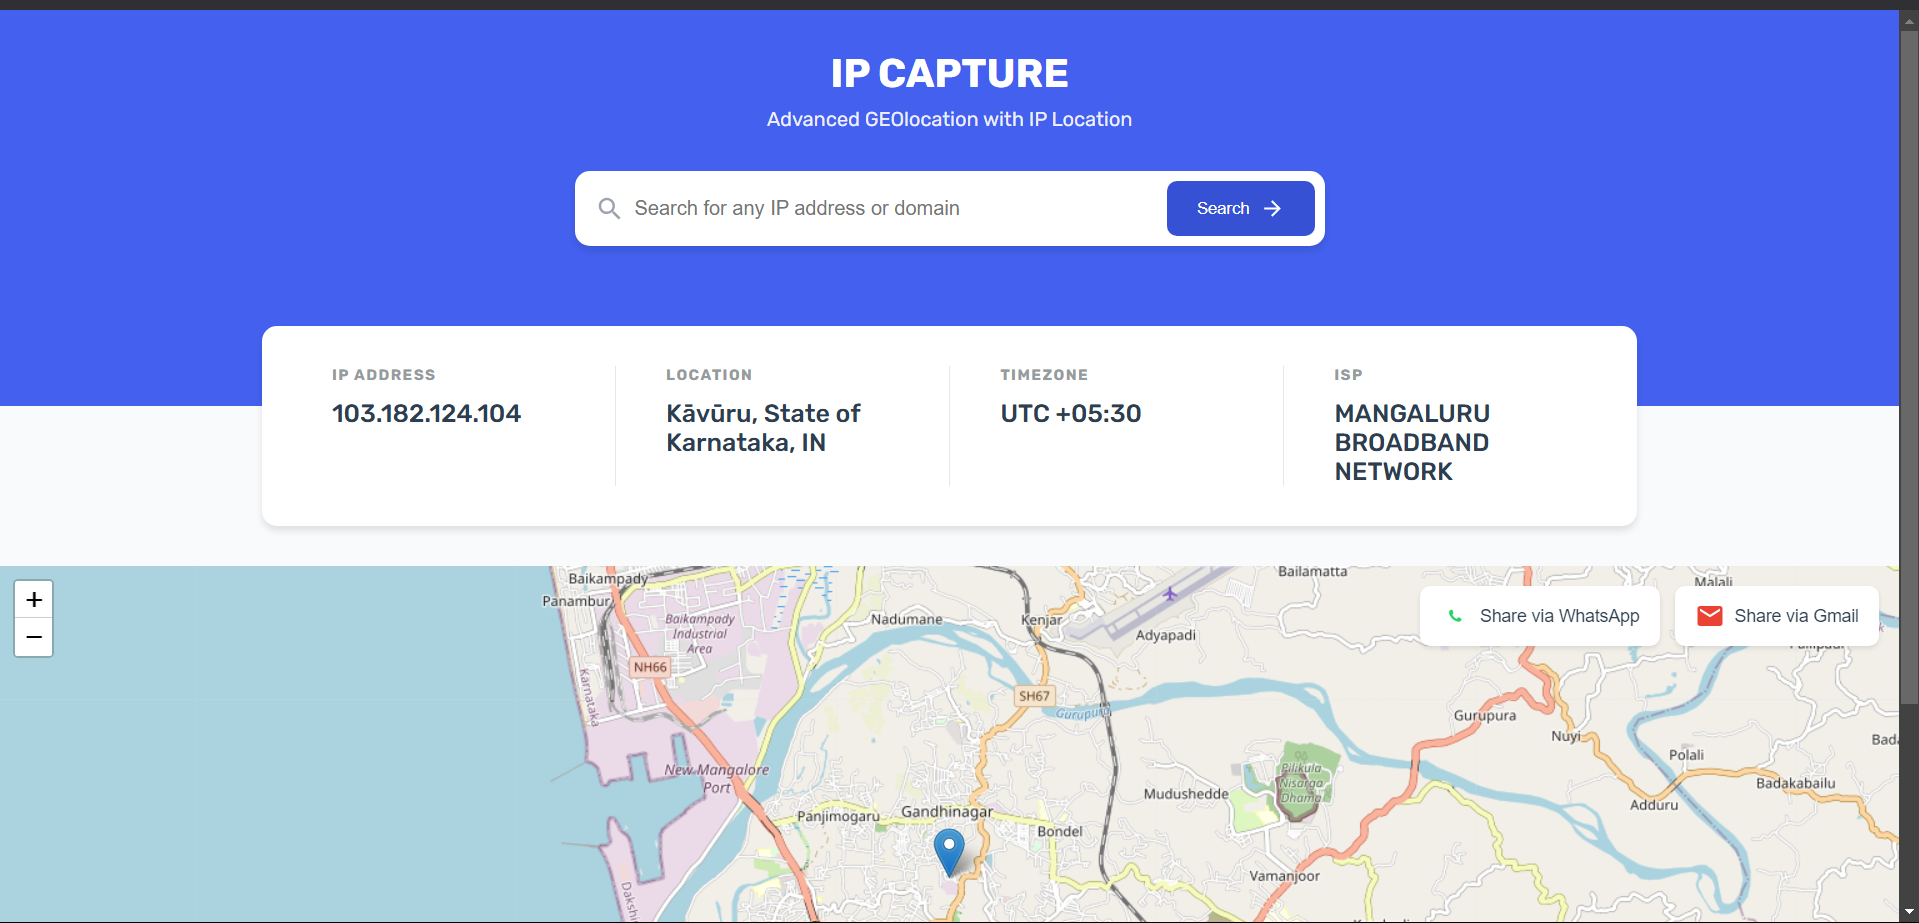 IP CAPTURE
Advanced GEOlocation with IP Location
Search for any IP address or domain
Search
IP ADDRESS
103.182.124.104
LOCATION
Kāvūru, State of
Karnataka, IN
TIMEZONE
UTC +05:30
ISP
MANGALURU
BROADBAND
NETWORK
+
−
Share via WhatsApp
Share via Gmail
Baikampady
Panambur
Baikampady
Industrial
Area
NH66
Karnataka
New Mangalore
Port
Nadumane
Kenjar
Adyapadi
Bailamatta
Malali
SH67
Gurupura
Gurupura
Nuyi
Polali
Badakabailu
Adduru
Pilikula
Nisarga
Dhama
Mudushedde
Panjimogaru
Gandhinagar
Bondel
Vamanjoor